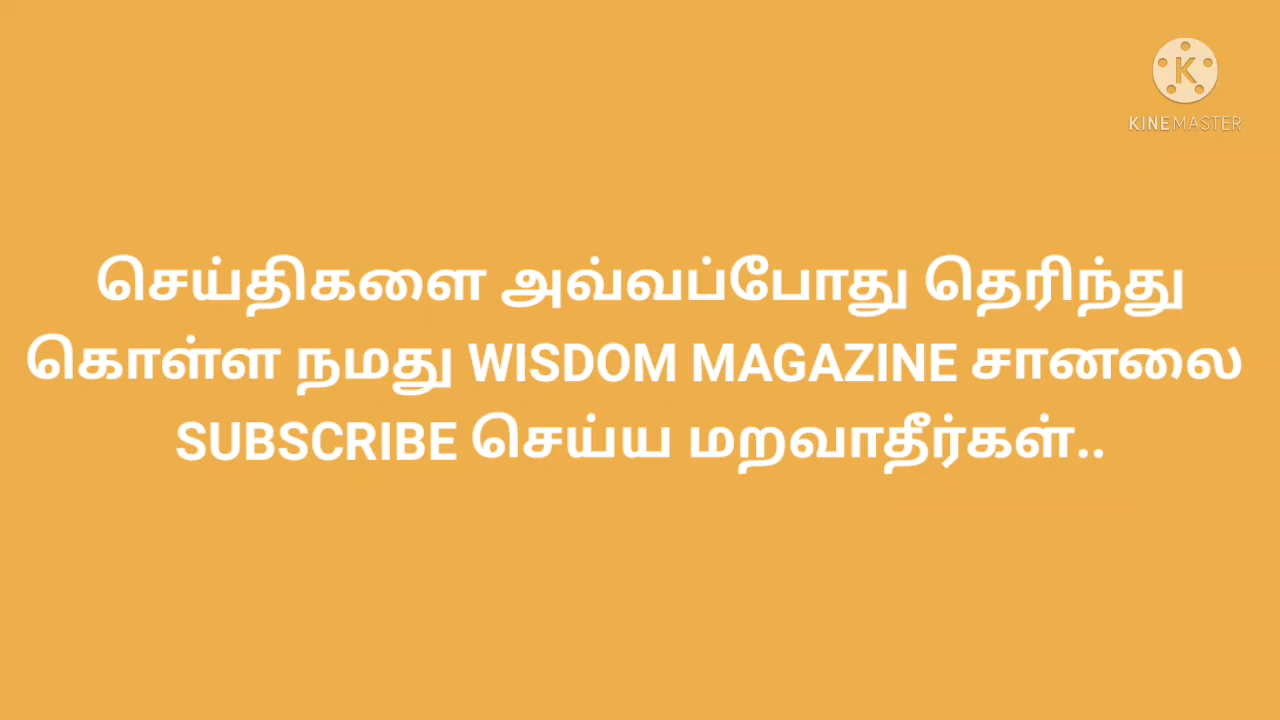 KINEMASTER
செய்திகளை அவ்வப்போது தெரிந்து
கொள்ள நமது WISDOM MAGAZINE சானலை
SUBSCRIBE செய்ய மறவாதீர்கள்..